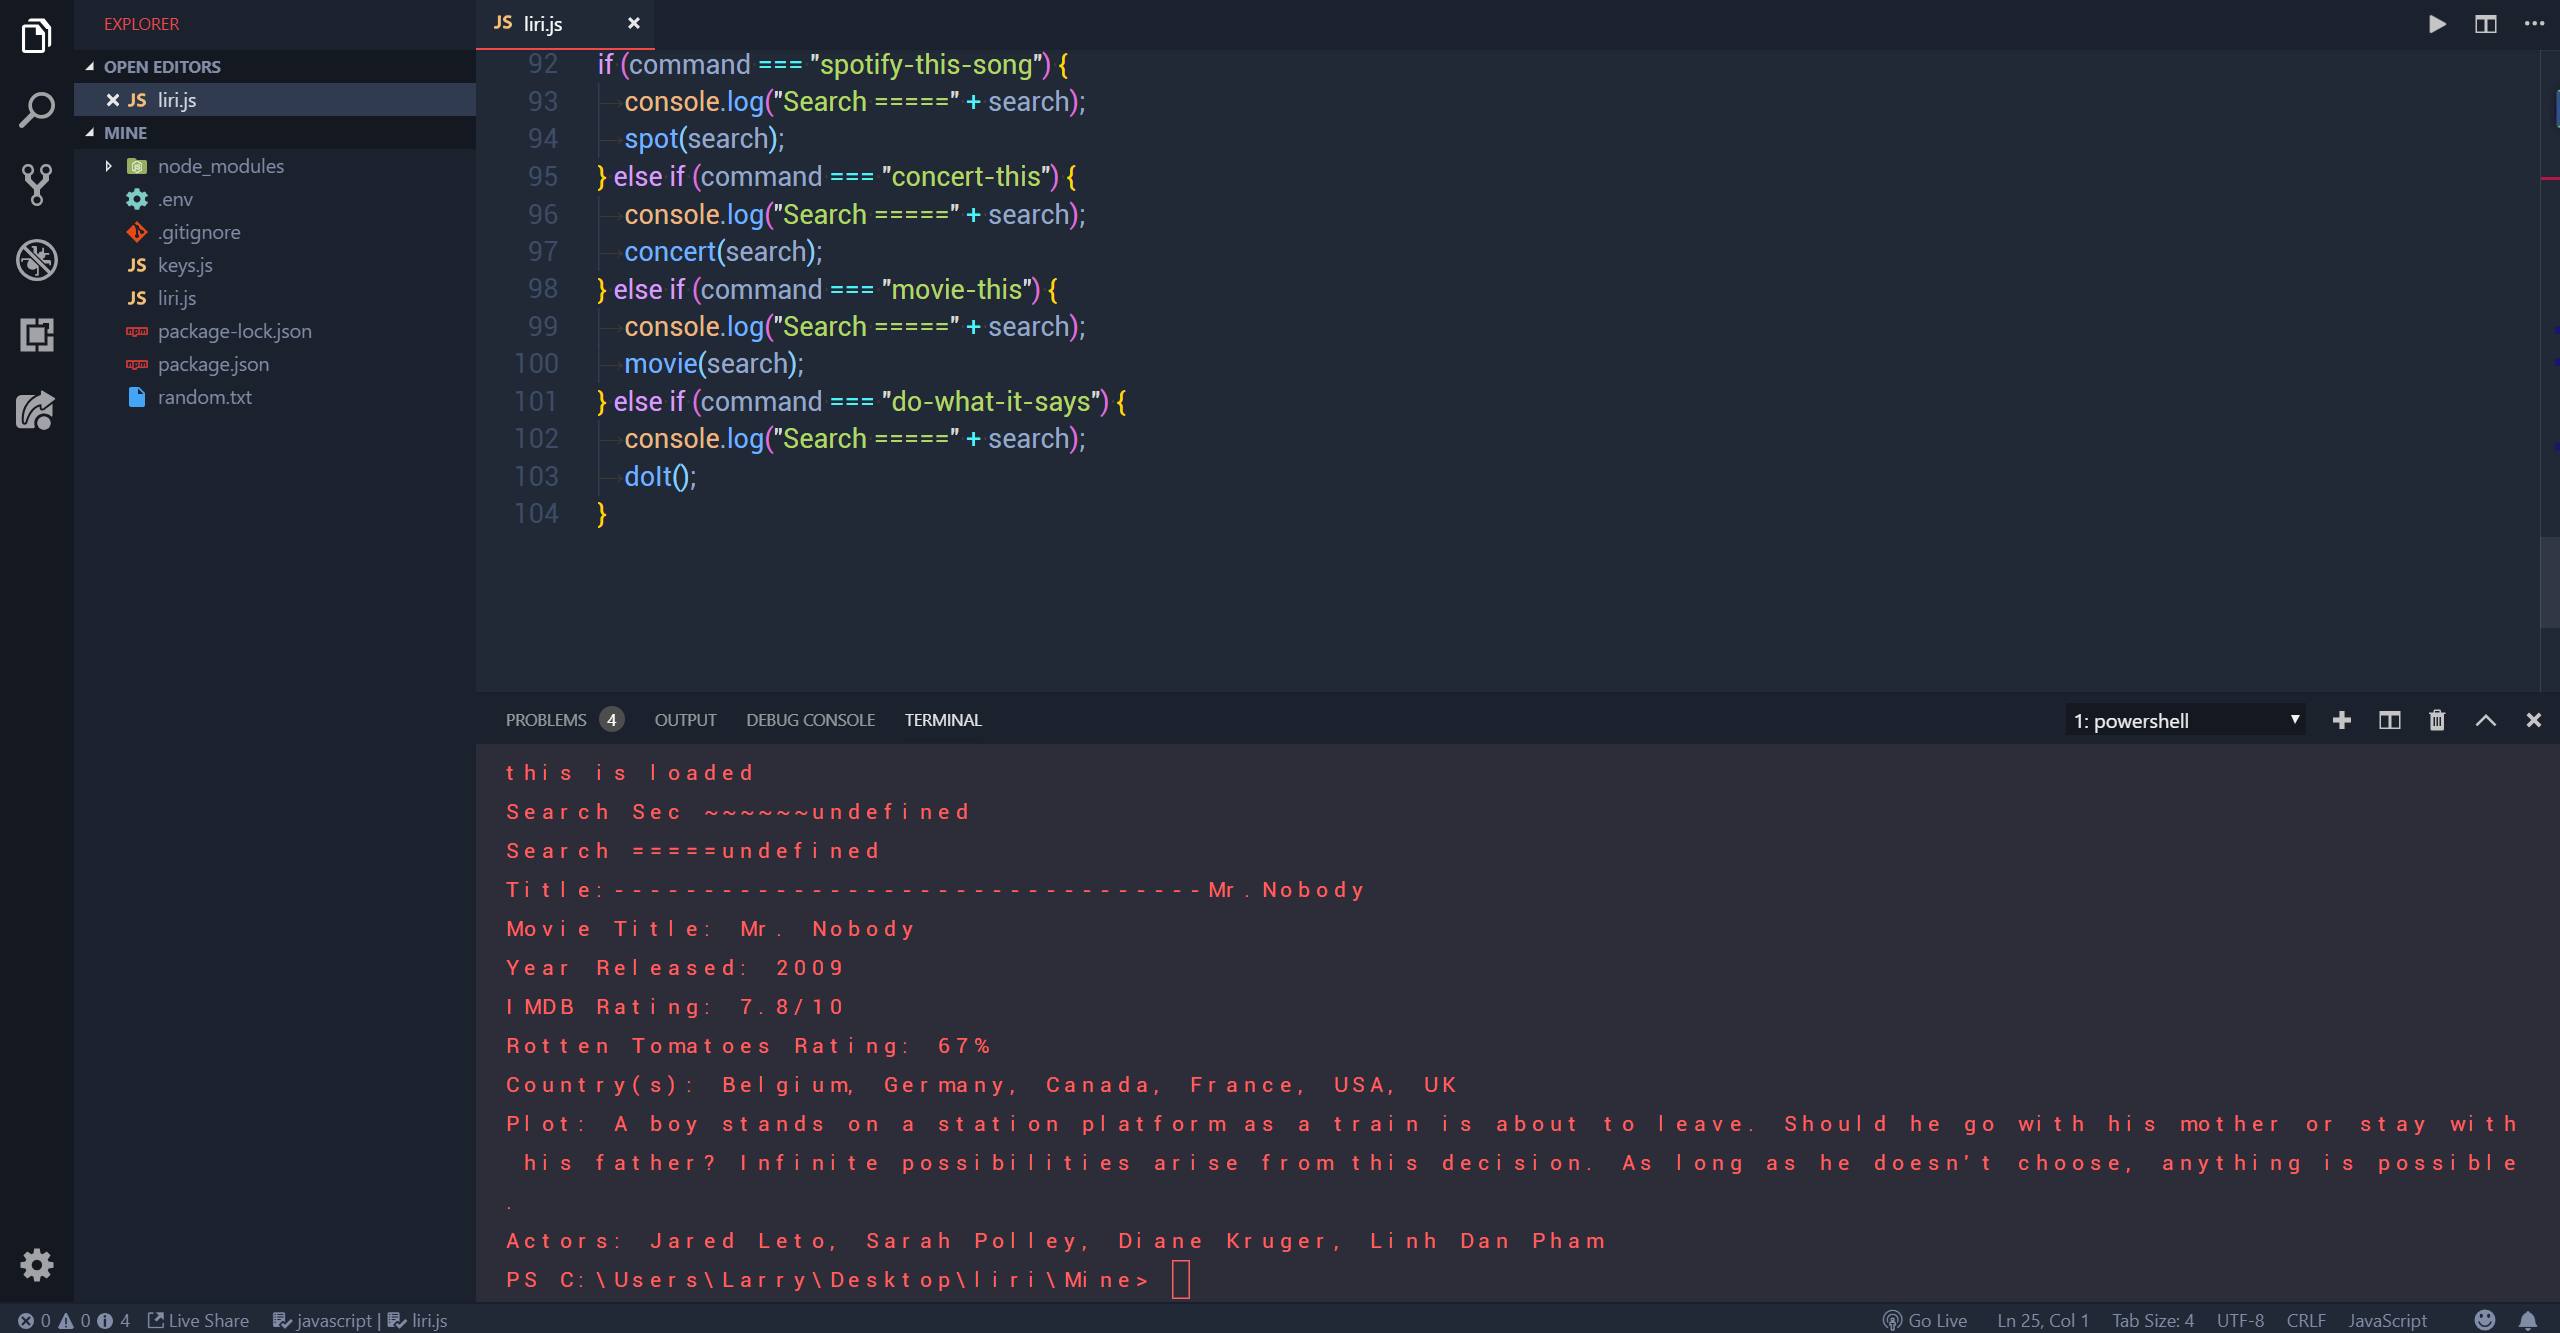 EXPLORER
OPEN EDITORS
JS liri.js
MINE
node_modules
.env
.gitignore
JS keys.js
JS liri.js
npm package-lock.json
npm package.json
random.txt
JS liri.js
92 if (command === "spotify-this-song") {
93 console.log("Search =====" + search);
94 spot(search);
95 } else if (command === "concert-this") {
96 console.log("Search =====" + search);
97 concert(search);
98 } else if (command === "movie-this") {
99 console.log("Search =====" + search);
100 movie(search);
101 } else if (command === "do-what-it-says") {
102 console.log("Search =====" + search);
103 doIt();
104 }
PROBLEMS 4 OUTPUT DEBUG CONSOLE TERMINAL 1: powershell
this is loaded
Search Sec ~~~~~~undefined
Search =====undefined
Title:---------------------------------Mr.Nobody
Movie Title: Mr. Nobody
Year Released: 2009
IMDB Rating: 7.8/10
Rotten Tomatoes Rating: 67%
Country(s): Belgium, Germany, Canada, France, USA, UK
Plot: A boy stands on a station platform as a train is about to leave. Should he go with his mother or stay with
his father? Infinite possibilities arise from this decision. As long as he doesn't choose, anything is possible
.
Actors: Jared Leto, Sarah Polley, Diane Kruger, Linh Dan Pham
PS C:\Users\Larry\Desktop\liri\Mine>
0 0 4 Live Share javascript | liri.js Go Live Ln 25, Col 1 Tab Size: 4 UTF-8 CRLF JavaScript